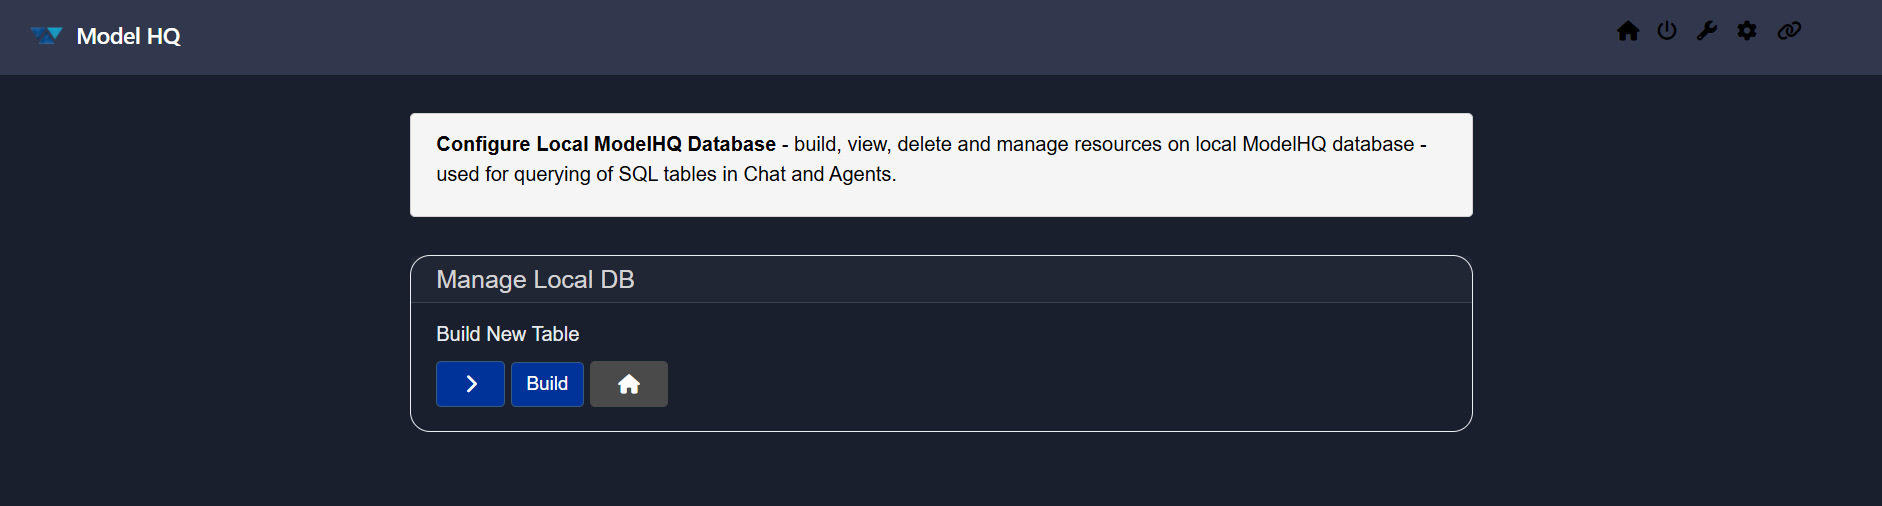 Model HQ
Configure Local ModelHQ Database - build, view, delete and manage resources on local ModelHQ database -
used for querying of SQL tables in Chat and Agents.
Manage Local DB
Build New Table
Build